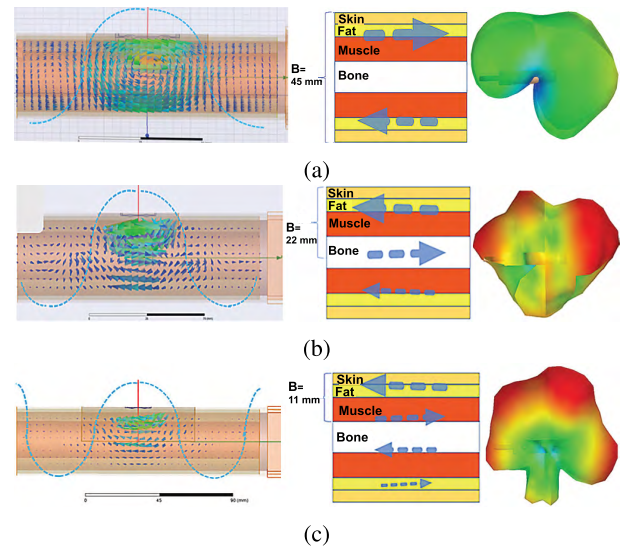 Skin
Fat
Muscle
Bone
B=
45 mm
(a)
Skin
Fat
Muscle
Bone
B=
22 mm
(b)
Skin
Fat
Muscle
Bone
B=
11 mm
0
45
90 (mm)
(c)